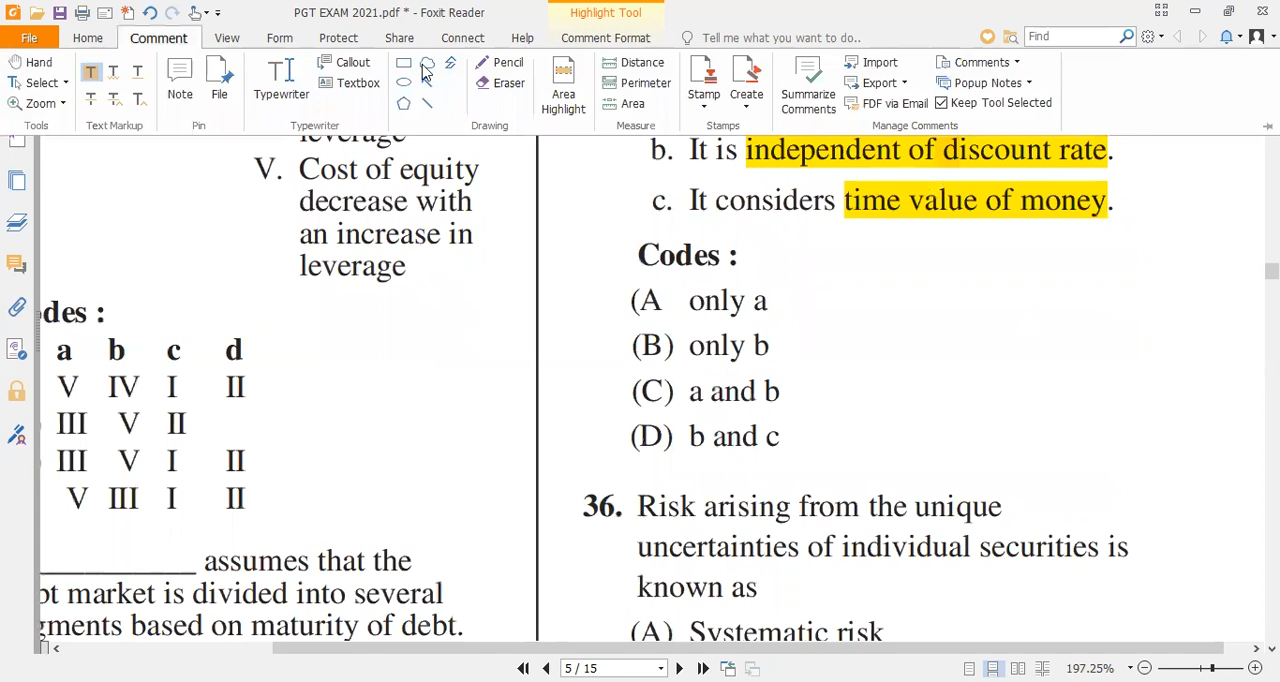 PGT EXAM 2021.pdf * - Foxit Reader
Highlight Tool
File
Home
Comment
View
Form
Protect
Share
Connect
Help
Comment Format
Tell me what you want to do...
Find
Hand
Select
Zoom
Tools
Text Markup
Note
File
Pin
Typewriter
Callout
Textbox
Typewriter
Drawing
Pencil
Eraser
Area
Highlight
Distance
Perimeter
Area
Measure
Stamp
Create
Stamps
Summarize
Comments
Import
Export
FDF via Email
Comments
Popup Notes
Keep Tool Selected
Manage Comments
leverage
V. Cost of equity
decrease with
an increase in
leverage
des :
a b c d
V IV I II
III V II
III V I II
V III I II
____________ assumes that the
bt market is divided into several
gments based on maturity of debt.
b. It is independent of discount rate.
c. It considers time value of money.
Codes :
(A only a
(B) only b
(C) a and b
(D) b and c
36. Risk arising from the unique
uncertainties of individual securities is
known as
(A) Systematic risk
5 / 15
197.25%